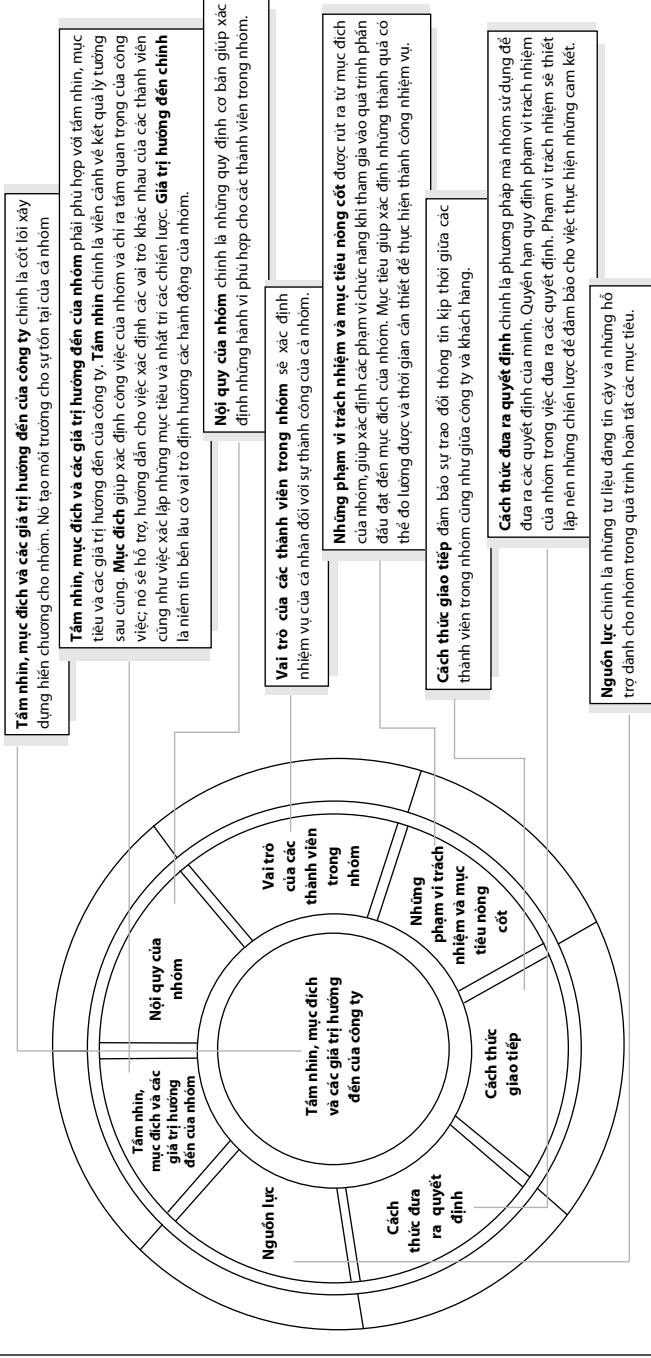 Tầm nhìn, mục đích và các giá trị hướng đến của công ty chính là cốt lõi xây
dựng hiến chương cho nhóm. Nó tạo môi trường cho sự tồn tại của cả nhóm
Tầm nhìn, mục đích và các giá trị hướng đến của nhóm phải phù hợp với tầm nhìn, mục
tiêu và các giá trị hướng đến của công ty. Tầm nhìn chính là viễn cảnh về kết quả lý tưởng
sau cùng. Mục đích giúp xác định công việc của nhóm và chỉ ra tầm quan trọng của công
việc; nó sẽ hỗ trợ, hướng dẫn cho việc xác định các vai trò khác nhau của các thành viên
cũng như việc xác lập những mục tiêu và nhất trí các chiến lược. Giá trị hướng đến chính
là niềm tin bền lâu có vai trò định hướng các hành động của nhóm.
Nội quy của nhóm chính là những quy định cơ bản giúp xác
định những hành vi phù hợp cho các thành viên trong nhóm.
Vai trò của các thành viên trong nhóm sẽ xác định
nhiệm vụ của cá nhân đối với sự thành công của cả nhóm.
Những phạm vi trách nhiệm và mục tiêu nòng cốt được rút ra từ mục đích
của nhóm, giúp xác định các phạm vi chức năng khi tham gia vào quá trình phấn
đấu đạt đến mục đích của nhóm. Mục tiêu giúp xác định những thành quả có
thể đo lường được và thời gian cần thiết để thực hiện thành công nhiệm vụ.
Cách thức giao tiếp đảm bảo sự trao đổi thông tin kịp thời giữa các
thành viên trong nhóm cũng như giữa công ty và khách hàng.
Cách thức đưa ra quyết định chính là phương pháp mà nhóm sử dụng để
đưa ra các quyết định của mình. Quyền hạn quy định phạm vi trách nhiệm
của nhóm trong việc đưa ra các quyết định. Phạm vi trách nhiệm sẽ thiết
lập nên những chiến lược để đảm bảo cho việc thực hiện những cam kết.
Nguồn lực chính là những tư liệu đáng tin cậy và những hỗ
trợ dành cho nhóm trong quá trình hoàn tất các mục tiêu.
Tầm nhìn,
mục đích và các
giá trị hướng
đến của nhóm
Nội quy của
nhóm
Vai trò
của các
thành viên
trong
nhóm
Những
phạm vi trách
nhiệm và mục
tiêu nòng
cốt
Cách thức
giao tiếp
Cách
thức đưa
ra quyết
định
Nguồn lực
Tầm nhìn, mục đích
và các giá trị hướng
đến của công ty